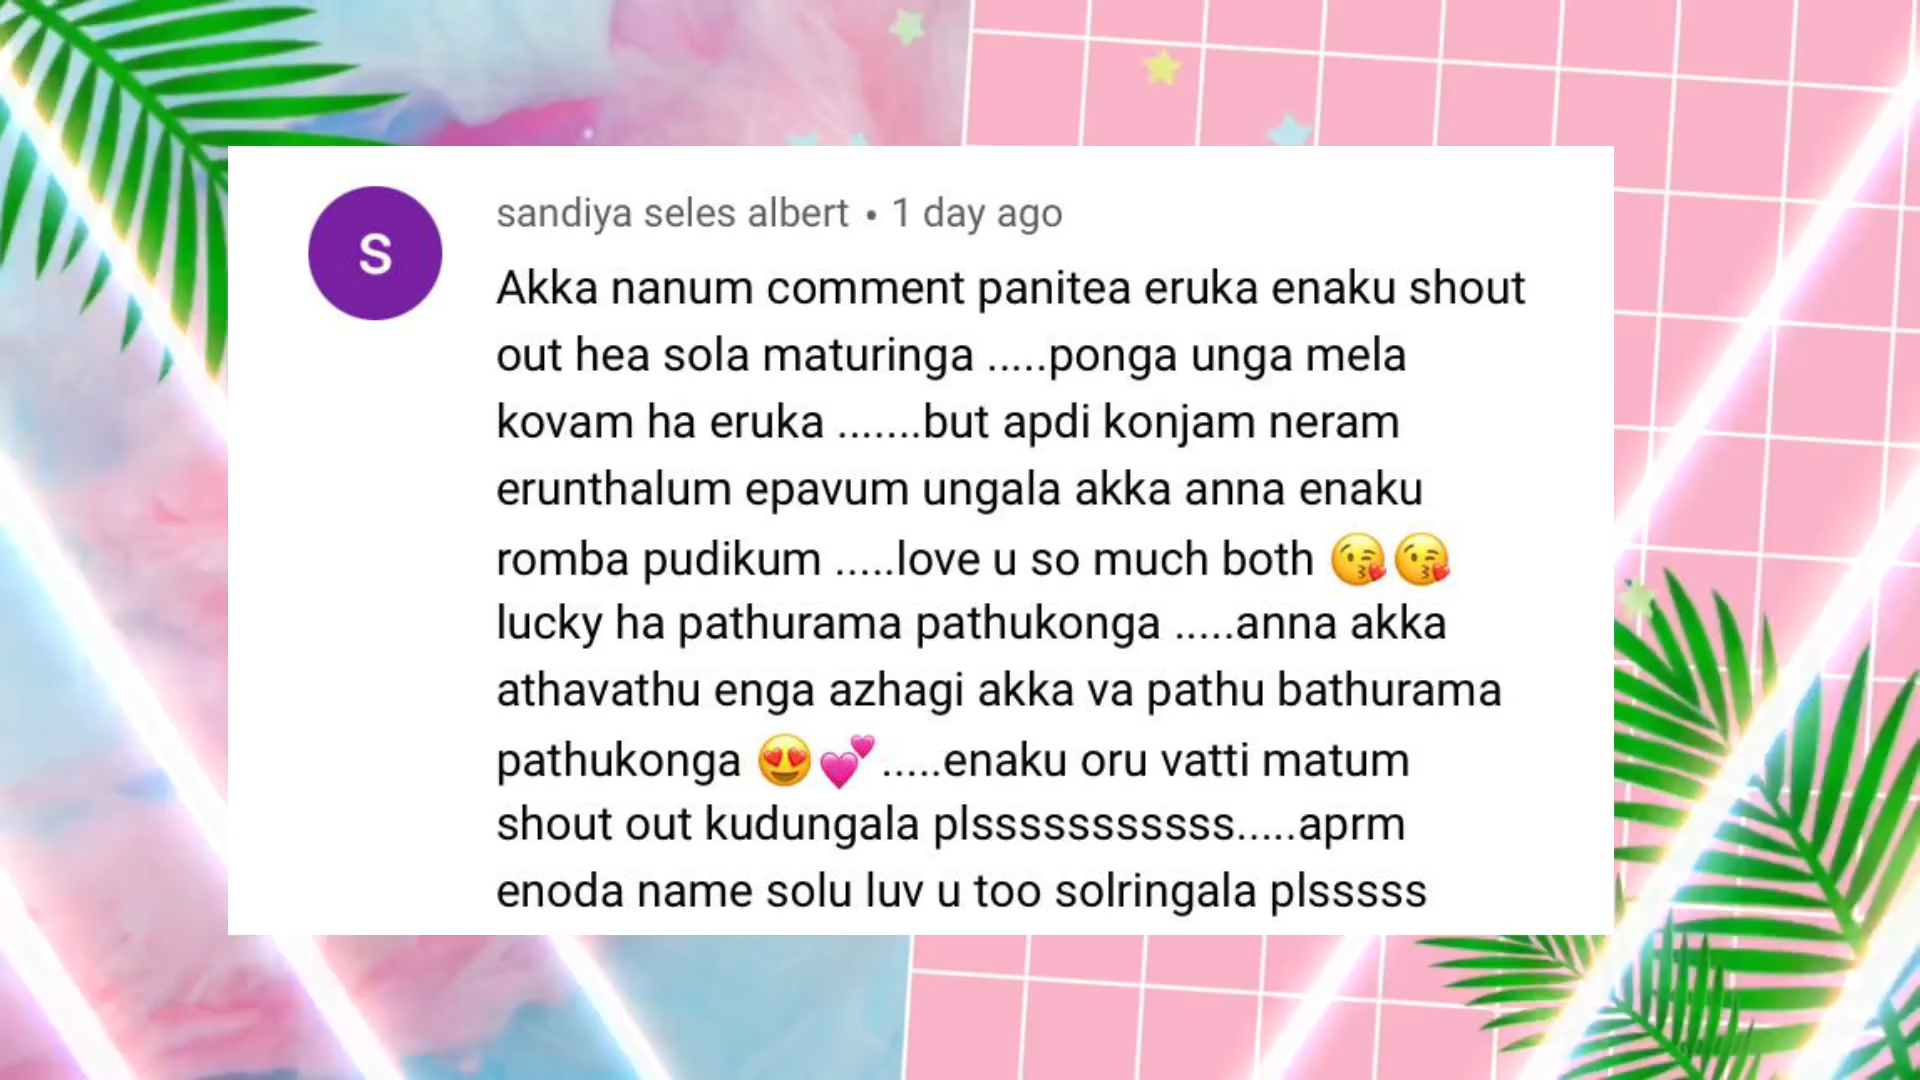 S
sandiya seles albert • 1 day ago
Akka nanum comment panitea eruka enaku shout
out hea sola maturinga .....ponga unga mela
kovam ha eruka .......but apdi konjam neram
erunthalum epavum ungala akka anna enaku
romba pudikum .....love u so much both 😘😘
lucky ha pathurama pathukonga .....anna akka
athavathu enga azhagi akka va pathu bathurama
pathukonga 😍💕.....enaku oru vatti matum
shout out kudungala plsssssssssss.....aprm
enoda name solu luv u too solringala plsssss